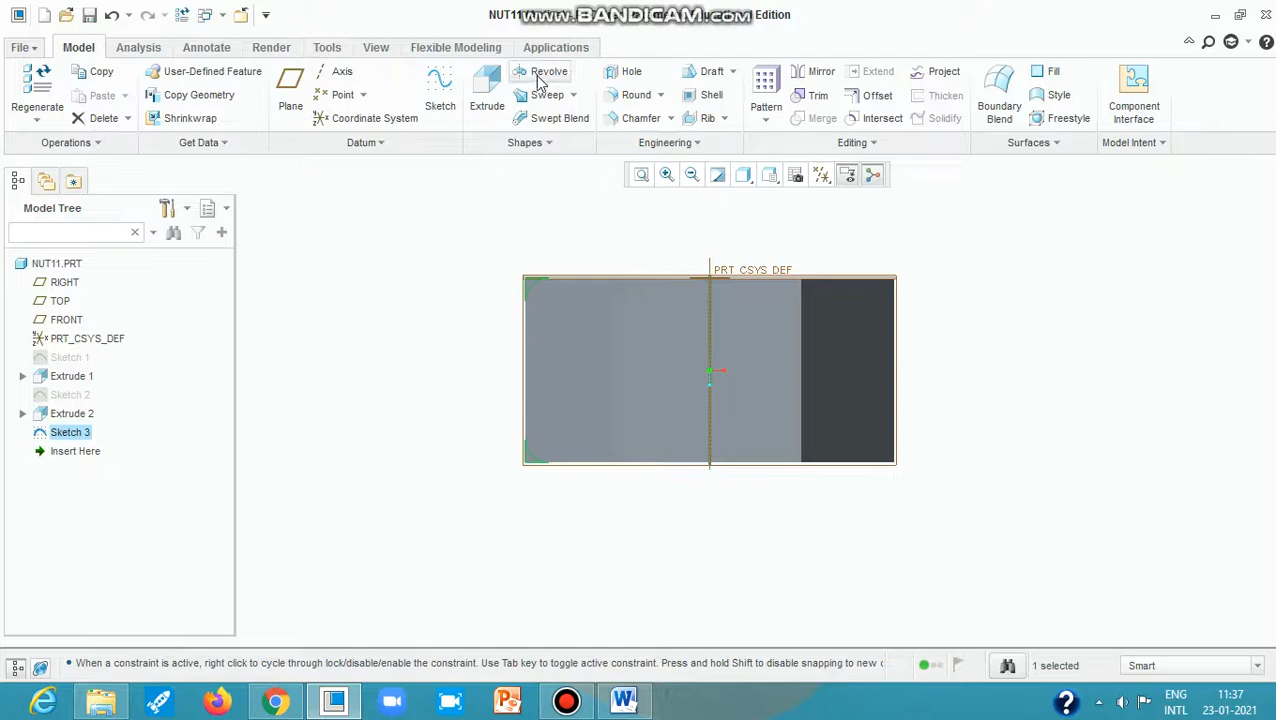 NUT11
www.BANDICAM.com
Edition
File
Model
Analysis
Annotate
Render
Tools
View
Flexible Modeling
Applications
Regenerate
Copy
Paste
Delete
Operations
User-Defined Feature
Copy Geometry
Shrinkwrap
Get Data
Plane
Axis
Point
Coordinate System
Datum
Sketch
Extrude
Revolve
Sweep
Swept Blend
Shapes
Hole
Round
Chamfer
Draft
Shell
Rib
Engineering
Pattern
Mirror
Trim
Merge
Extend
Offset
Intersect
Project
Thicken
Solidify
Editing
Boundary
Blend
Fill
Style
Freestyle
Surfaces
Component
Interface
Model Intent
Model Tree
NUT11.PRT
RIGHT
TOP
FRONT
PRT_CSYS_DEF
Sketch 1
Extrude 1
Sketch 2
Extrude 2
Sketch 3
Insert Here
PRT_CSYS_DEF
When a constraint is active, right click to cycle through lock/disable/enable the constraint. Use Tab key to toggle active constraint. Press and hold Shift to disable snapping to new
1 selected
Smart
ENG
INTL
11:37
23-01-2021